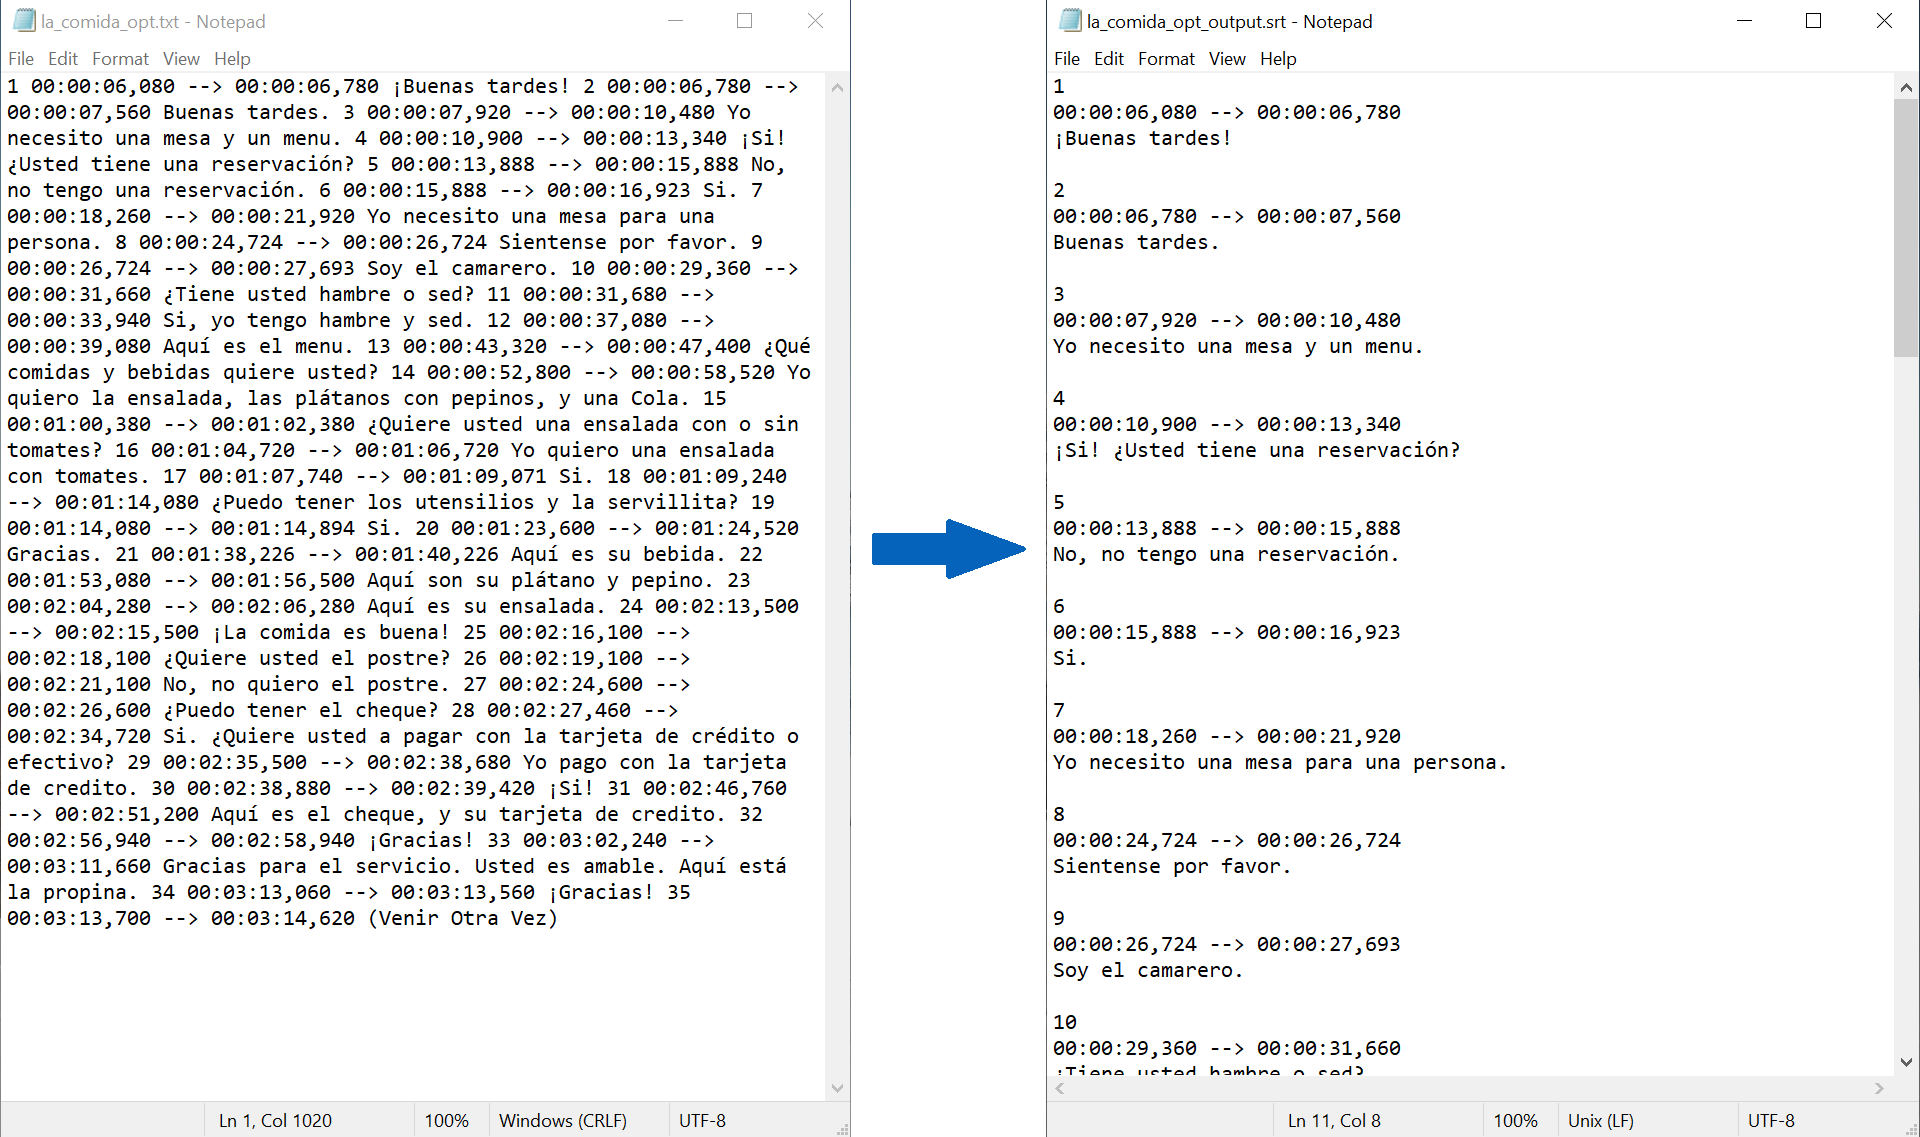 la_comida_opt.txt - Notepad
File Edit Format View Help
1 00:00:06,080 --> 00:00:06,780 ¡Buenas tardes! 2 00:00:06,780 -->
00:00:07,560 Buenas tardes. 3 00:00:07,920 --> 00:00:10,480 Yo
necesito una mesa y un menu. 4 00:00:10,900 --> 00:00:13,340 ¡Si!
¿Usted tiene una reservación? 5 00:00:13,888 --> 00:00:15,888 No,
no tengo una reservación. 6 00:00:15,888 --> 00:00:16,923 Si. 7
00:00:18,260 --> 00:00:21,920 Yo necesito una mesa para una
persona. 8 00:00:24,724 --> 00:00:26,724 Sientense por favor. 9
00:00:26,724 --> 00:00:27,693 Soy el camarero. 10 00:00:29,360 -->
00:00:31,660 ¿Tiene usted hambre o sed? 11 00:00:31,680 -->
00:00:33,940 Si, yo tengo hambre y sed. 12 00:00:37,080 -->
00:00:39,080 Aquí es el menu. 13 00:00:43,320 --> 00:00:47,400 ¿Qué
comidas y bebidas quiere usted? 14 00:00:52,800 --> 00:00:58,520 Yo
quiero la ensalada, las plátanos con pepinos, y una Cola. 15
00:01:00,380 --> 00:01:02,380 ¿Quiere usted una ensalada con o sin
tomates? 16 00:01:04,720 --> 00:01:06,720 Yo quiero una ensalada
con tomates. 17 00:01:07,740 --> 00:01:09,071 Si. 18 00:01:09,240
--> 00:01:14,080 ¿Puedo tener los utensilios y la servillita? 19
00:01:14,080 --> 00:01:14,894 Si. 20 00:01:23,600 --> 00:01:24,520
Gracias. 21 00:01:38,226 --> 00:01:40,226 Aquí es su bebida. 22
00:01:53,080 --> 00:01:56,500 Aquí son su plátano y pepino. 23
00:02:04,280 --> 00:02:06,280 Aquí es su ensalada. 24 00:02:13,500
--> 00:02:15,500 ¡La comida es buena! 25 00:02:16,100 -->
00:02:18,100 ¿Quiere usted el postre? 26 00:02:19,100 -->
00:02:21,100 No, no quiero el postre. 27 00:02:24,600 -->
00:02:26,600 ¿Puedo tener el cheque? 28 00:02:27,460 -->
00:02:34,720 Si. ¿Quiere usted a pagar con la tarjeta de crédito o
efectivo? 29 00:02:35,500 --> 00:02:38,680 Yo pago con la tarjeta
de credito. 30 00:02:38,880 --> 00:02:39,420 ¡Si! 31 00:02:46,760
--> 00:02:51,200 Aquí es el cheque, y su tarjeta de credito. 32
00:02:56,940 --> 00:02:58,940 ¡Gracias! 33 00:03:02,240 -->
00:03:11,660 Gracias para el servicio. Usted es amable. Aquí está
la propina. 34 00:03:13,060 --> 00:03:13,560 ¡Gracias! 35
00:03:13,700 --> 00:03:14,620 (Venir Otra Vez)
Ln 1, Col 1020 100% Windows (CRLF) UTF-8
la_comida_opt_output.srt - Notepad
File Edit Format View Help
1
00:00:06,080 --> 00:00:06,780
¡Buenas tardes!
2
00:00:06,780 --> 00:00:07,560
Buenas tardes.
3
00:00:07,920 --> 00:00:10,480
Yo necesito una mesa y un menu.
4
00:00:10,900 --> 00:00:13,340
¡Si! ¿Usted tiene una reservación?
5
00:00:13,888 --> 00:00:15,888
No, no tengo una reservación.
6
00:00:15,888 --> 00:00:16,923
Si.
7
00:00:18,260 --> 00:00:21,920
Yo necesito una mesa para una persona.
8
00:00:24,724 --> 00:00:26,724
Sientense por favor.
9
00:00:26,724 --> 00:00:27,693
Soy el camarero.
10
00:00:29,360 --> 00:00:31,660
¿Tiene usted hambre o sed?
Ln 11, Col 8 100% Unix (LF) UTF-8